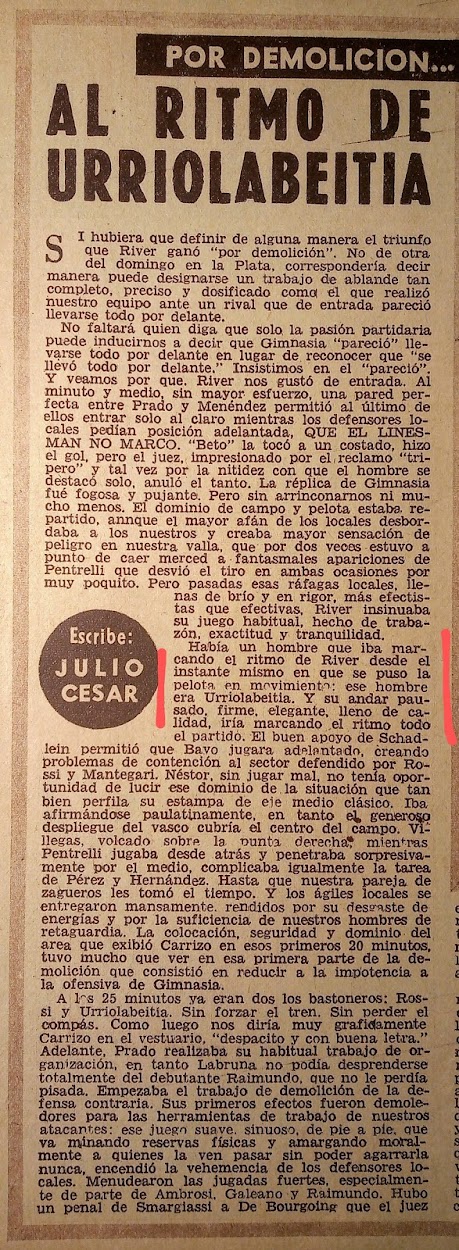 POR DEMOLICION...
AL RITMO DE
URRIOLABEITIA
SI hubiera que definir de alguna manera el triunfo
que River ganó "por demolición". No de otra
del domingo en la Plata, correspondería decir
manera puede designarse un trabajo de ablande tan
completo, preciso y dosificado como el que realizó
nuestro equipo ante un rival que de entrada pareció
llevarse todo por delante.
No faltará quien diga que solo la pasión partidaria
puede inducirnos a decir que Gimnasia "pareció" lle-
varse todo por delante en lugar de reconocer que "se
llevó todo por delante." Insistimos en el "pareció".
Y veamos por que. River nos gustó de entrada. Al
minuto y medio, sin mayor esfuerzo, una pared per-
fecta entre Prado y Menéndez permitió al último de
ellos entrar solo al claro mientras los defensores lo-
cales pedían posición adelantada, QUE EL LINES-
MAN NO MARCO. "Beto" la tocó a un costado, hizo
el gol, pero el juez, impresionado por el reclamo "tri-
pero" y tal vez por la nitidez con que el hombre se
destacó solo, anuló el tanto. La réplica de Gimnasia
fué fogosa y pujante. Pero sin arrinconarnos ni mu-
cho menos. El dominio de campo y pelota estaba re-
partido, annque el mayor afán de los locales desbor-
daba a los nuestros y creaba mayor sensación de
peligro en nuestra valla, que por dos veces estuvo a
punto de caer merced a fantasmales apariciones de
Pentrelli que desvió el tiro en ambas ocasiones por
muy poquito. Pero pasadas esas ráfagas locales, lle-
nas de brío y en rigor, más efectis-
tas que efectivas, River insinuaba
su juego habitual, hecho de traba-
zón, exactitud y tranquilidad.
Escribe:
JULIO
CESAR
Había un hombre que iba mar-
cando el ritmo de River desde el
instante mismo en que se puso la
pelota en movimiento: ese hombre
era Urriolabeitia. Y su andar pau-
sado, firme, elegante, lleno de ca-
lidad, iría marcando el ritmo todo
el partido. El buen apoyo de Schad-
lein permitió que Bayo jugara adelantado, creando
problemas de contención al sector defendido por Ro-
ssi y Mantegari. Néstor, sin jugar mal, no tenía opor-
tunidad de lucir ese dominio de la situación que tan
bien perfila su estampa de eje medio clásico. Iba
afirmándose paulatinamente, en tanto el generoso
despliegue del vasco cubría el centro del campo. Vi-
llegas, volcado sobre la punta derecha, mientras
Pentrelli jugaba desde atrás y penetraba sorpresiva-
mente por el medio, complicaba igualmente la tarea
de Pérez y Hernández. Hasta que nuestra pareja de
zagueros les tomó el tiempo. Y los ágiles locales se
entregaron mansamente, rendidos por su desgaste de
energías y por la suficiencia de nuestros hombres de
retaguardia. La colocación, seguridad y dominio del
area que exhibió Carrizo en esos primeros 20 minutos,
tuvo mucho que ver en esa primera parte de la de-
molición que consistió en reducir a la impotencia a
la ofensiva de Gimnasia.
A los 25 minutos ya eran dos los bastoneros: Ros-
si y Urriolabeitia. Sin forzar el tren. Sin perder el
compás. Como luego nos diría muy graficamente
Carrizo en el vestuario, "despacito y con buena letra."
Adelante, Prado realizaba su habitual trabajo de or-
ganización, en tanto Labruna no podía desprenderse
totalmente del debutante Raimundo, que no le perdía
pisada. Empezaba el trabajo de demolición de la de-
fensa contraria. Sus primeros efectos fueron demole-
dores para las herramientas de trabajo de nuestros
atacantes: ese juego suave, sinuoso, de pie a pie, que
va minando reservas físicas y amargando moral-
mente a quienes la ven pasar sin poder agarrarla
nunca, encendió la vehemencia de los defensores lo-
cales. Menudearon las jugadas fuertes, especialmen-
te de parte de Ambrosi, Galeano y Raimundo. Hubo
un penal de Smargiassi a De Bourgoing que el juez